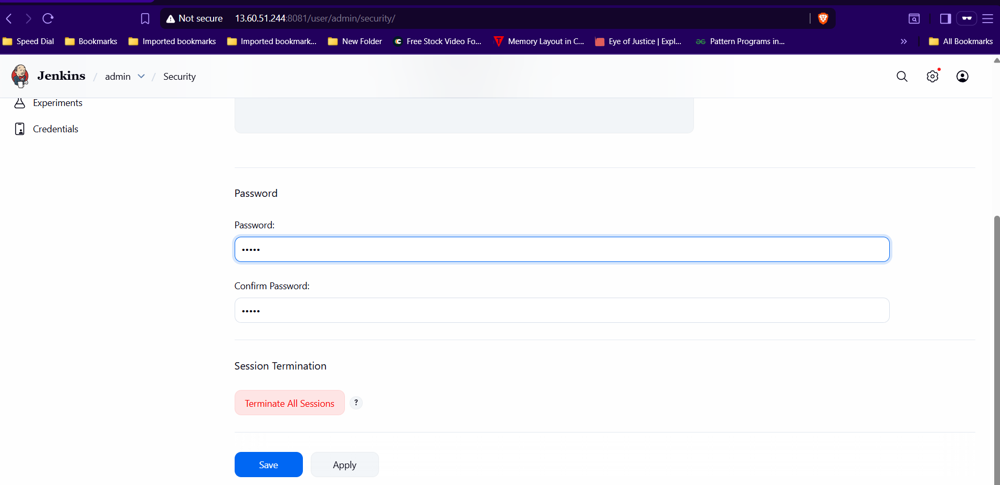 Not secure 13.60.51.244:8081/user/admin/security/
Speed Dial Bookmarks Imported bookmarks Imported bookmark... New Folder Free Stock Video Fo... Memory Layout in C... Eye of Justice | Expl... Pattern Programs in... » All Bookmarks
Jenkins / admin / Security
Experiments
Credentials
Password
Password:
•••••
Confirm Password:
•••••
Session Termination
Terminate All Sessions ?
Save Apply